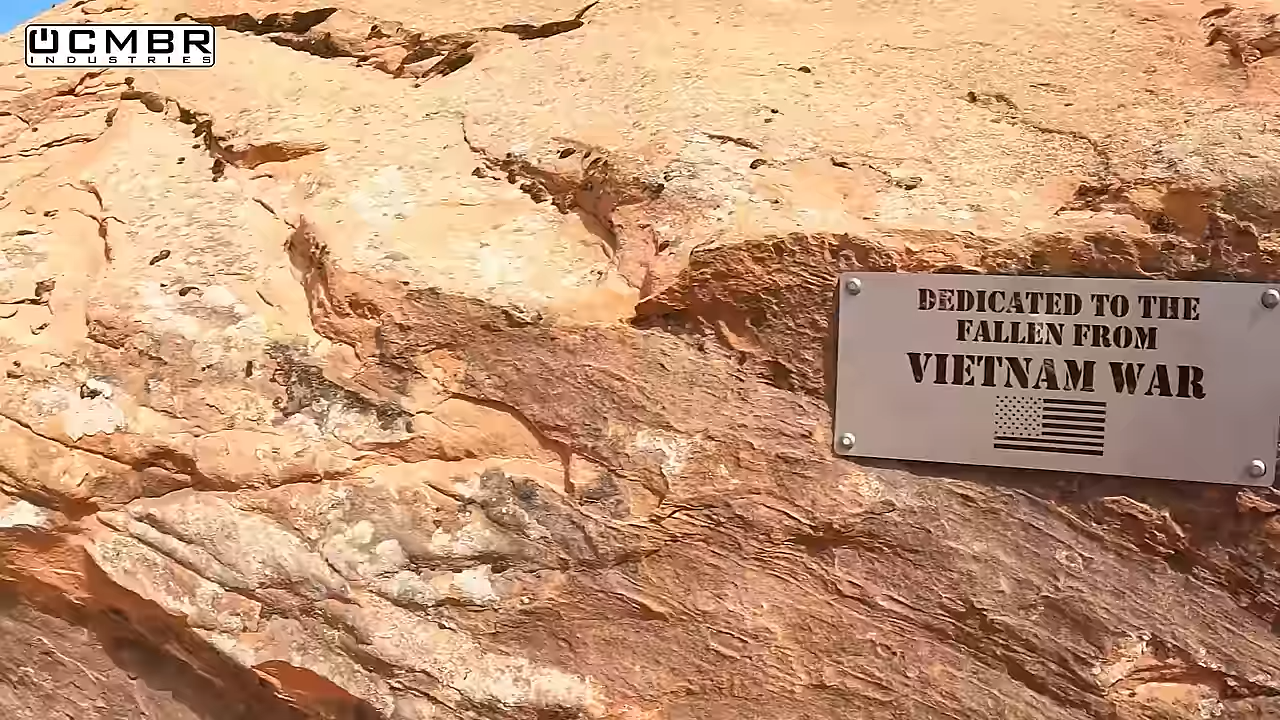 UCMBR
INDUSTRIES
DEDICATED TO THE
FALLEN FROM
VIETNAM WAR